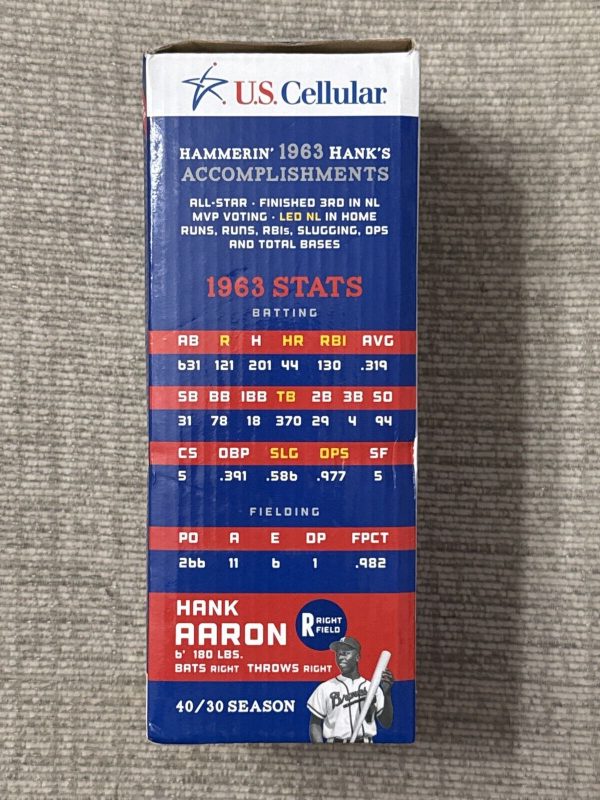 U.S. Cellular
HAMMERIN' 1963 HANK'S
ACCOMPLISHMENTS
ALL-STAR · FINISHED 3RD IN NL
MVP VOTING · LED NL IN HOME
RUNS, RUNS, RBIs, SLUGGING, OPS
AND TOTAL BASES
1963 STATS
BATTING
AB R H HR RBI AVG
631 121 201 44 130 .319
SB BB IBB TB 2B 3B SO
31 78 18 370 29 4 94
CS OBP SLG OPS SF
5 .391 .586 .977 5
FIELDING
PO A E DP FPCT
266 11 6 1 .982
HANK
AARON
R RIGHT
FIELD
6' 180 LBS.
BATS RIGHT THROWS RIGHT
40/30 SEASON
Braves